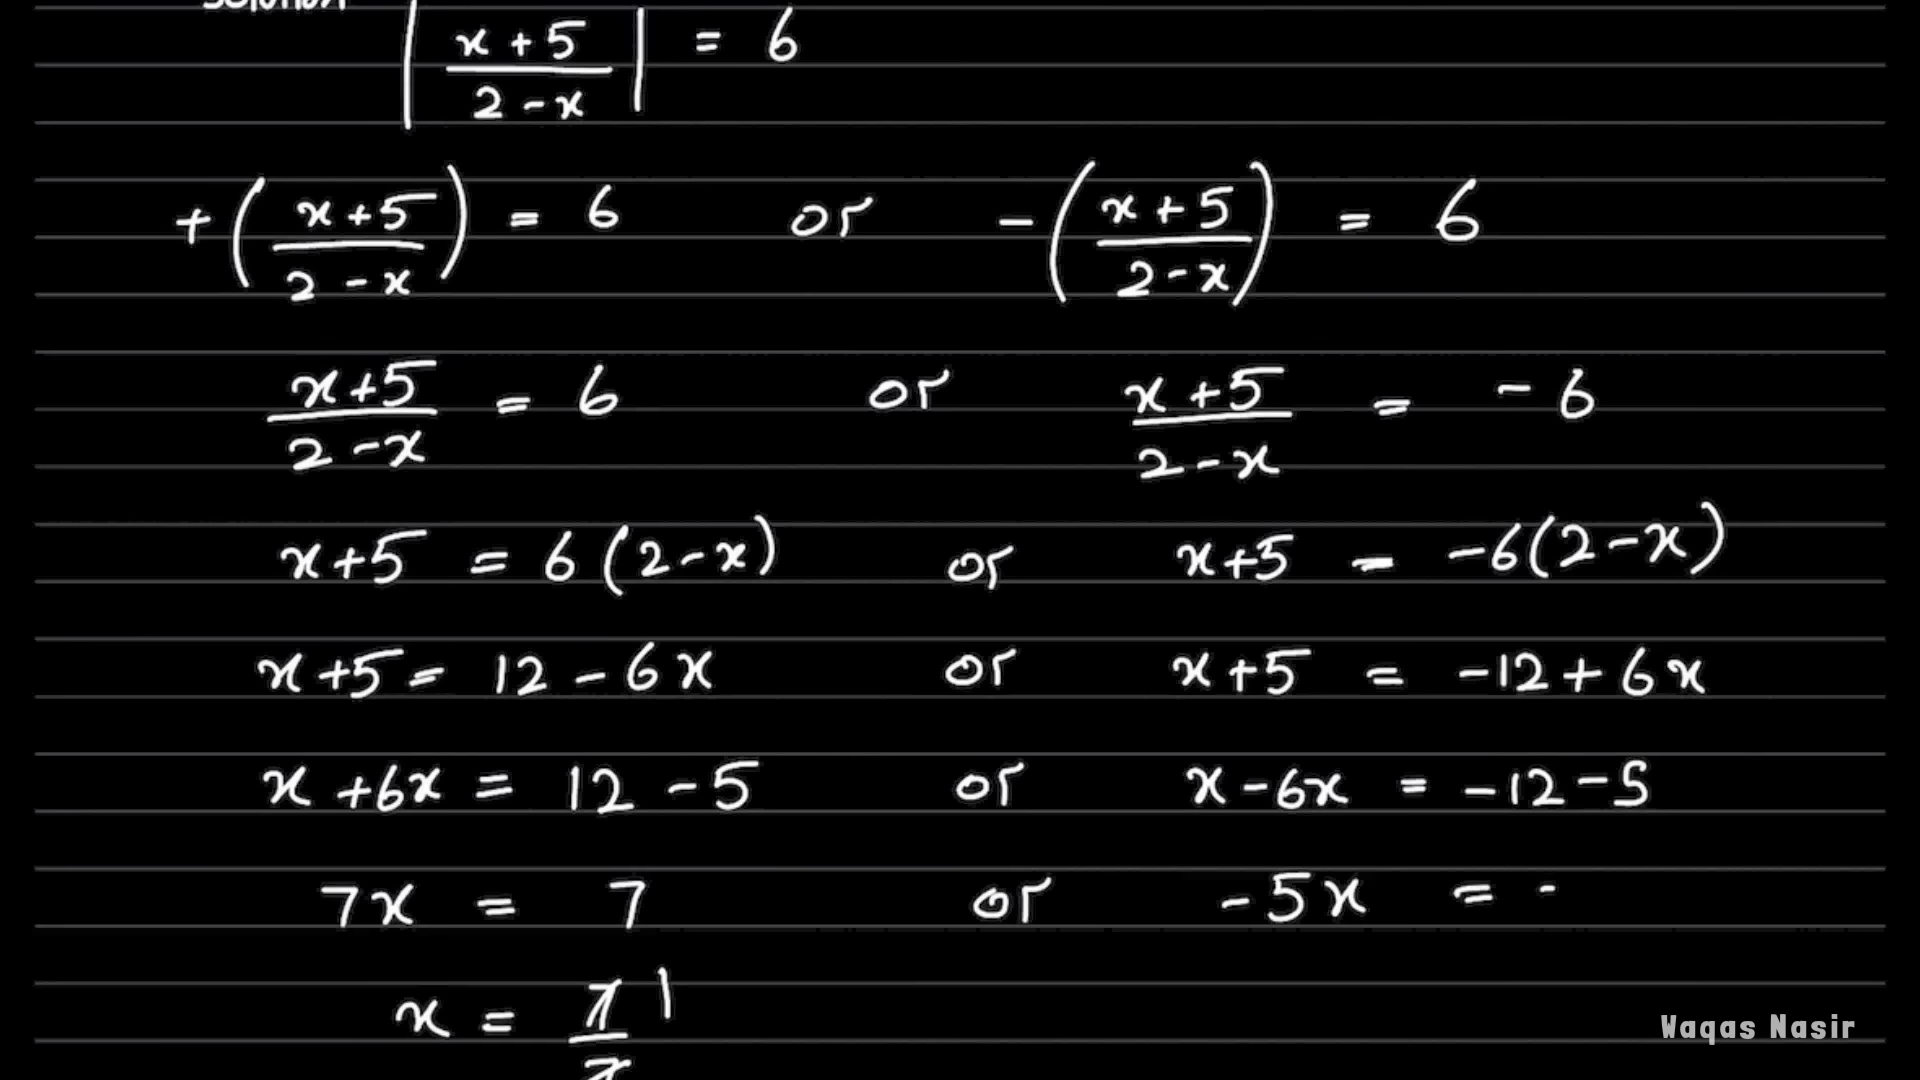 Solution
| (x + 5)/(2 - x) | = 6
+ ( (x + 5)/(2 - x) ) = 6 or - ( (x + 5)/(2 - x) ) = 6
(x + 5)/(2 - x) = 6 or (x + 5)/(2 - x) = - 6
x + 5 = 6 (2 - x) or x + 5 = -6 (2 - x)
x + 5 = 12 - 6x or x + 5 = -12 + 6x
x + 6x = 12 - 5 or x - 6x = -12 - 5
7x = 7 or -5x = -
x = 7/7 1
Waqas Nasir